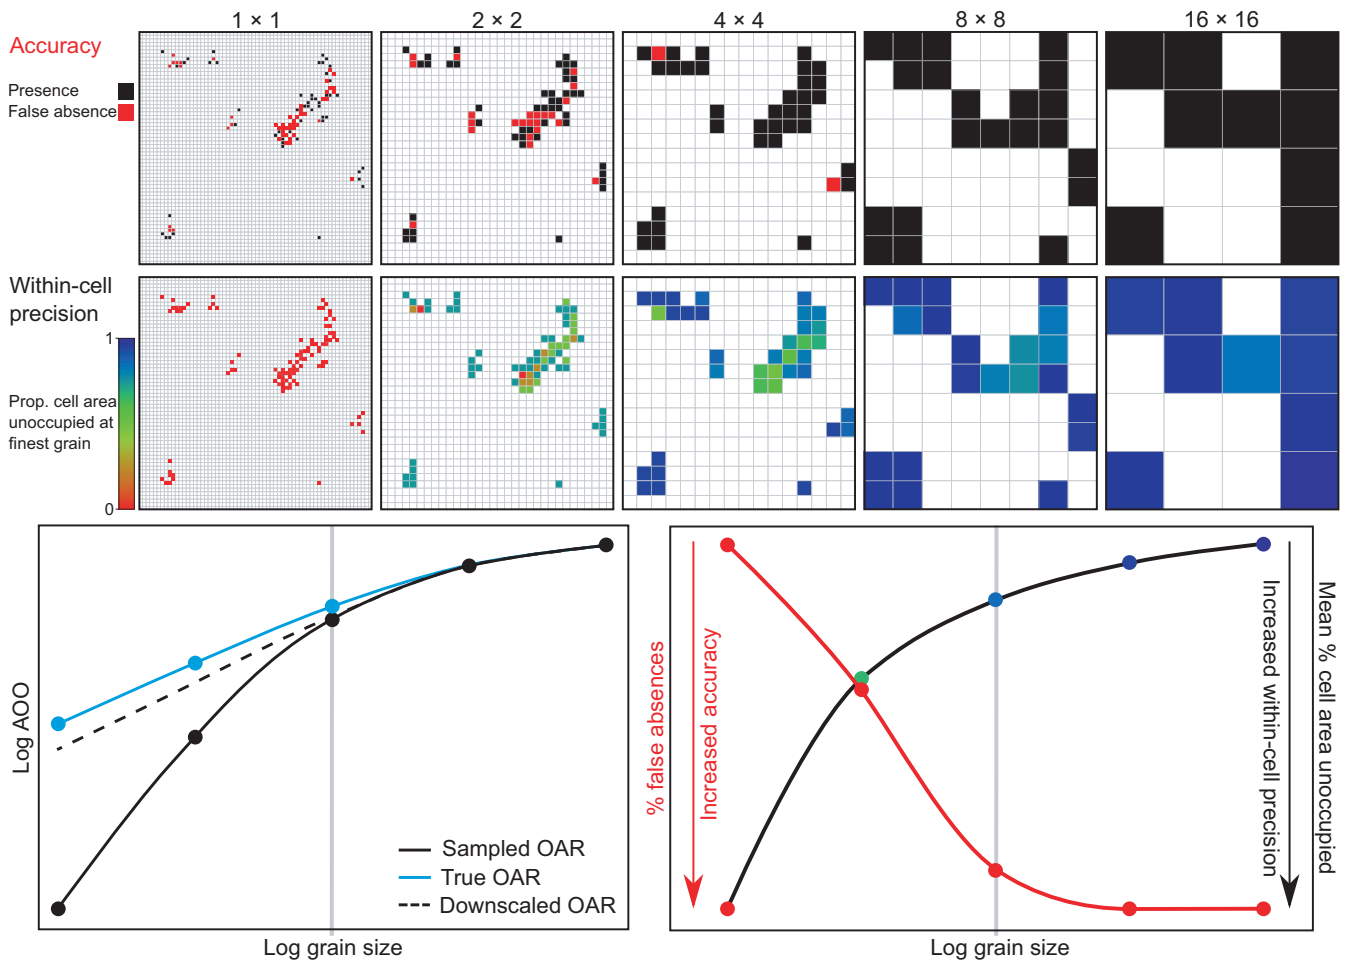 1 × 1
2 × 2
4 × 4
8 × 8
16 × 16
Accuracy
Presence
False absence
Within-cell
precision
1
Prop. cell area
unoccupied at
finest grain
0
Log AOO
Sampled OAR
True OAR
Downscaled OAR
Log grain size
% false absences
Increased accuracy
Increased within-cell precision
Mean % cell area unoccupied
Log grain size